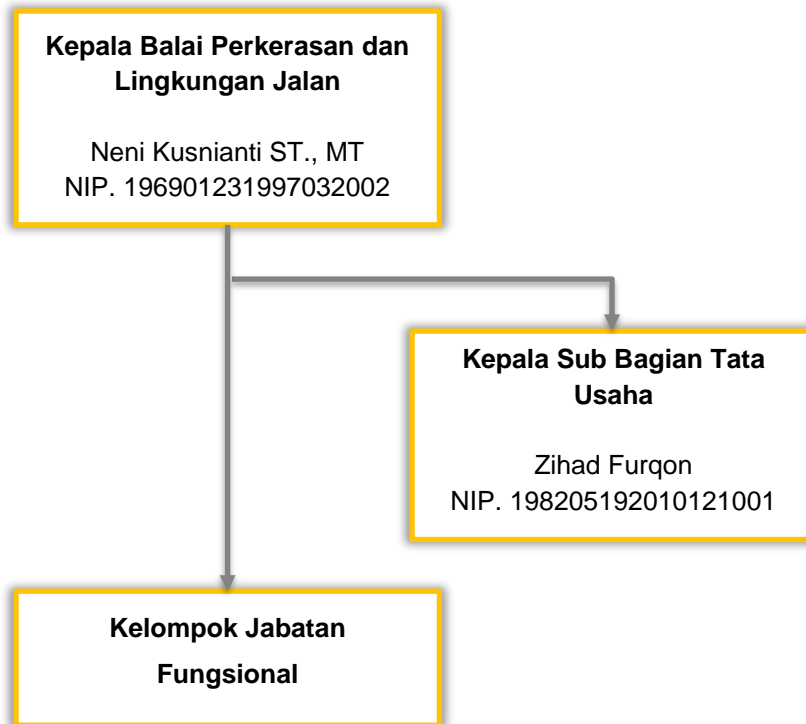 Kepala Balai Perkerasan dan
Lingkungan Jalan
Neni Kusnianti ST., MT
NIP. 196901231997032002
Kepala Sub Bagian Tata
Usaha
Zihad Furqon
NIP. 198205192010121001
Kelompok Jabatan
Fungsional